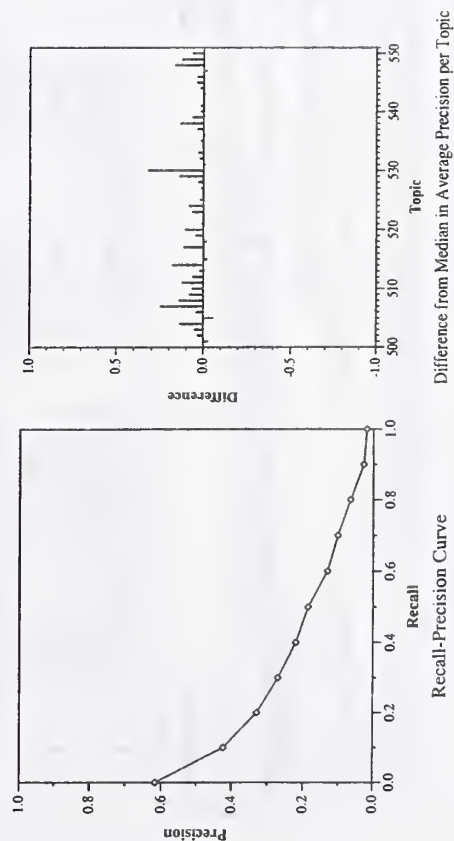 1.0
0.8
0.6
0.4
0.2
0.0
Precision
0.0 0.2 0.4 0.6 0.8 1.0
Recall
Recall-Precision Curve
1.0
0.5
0.0
-0.5
-1.0
Difference
500 510 520 530 540 550
Topic
Difference from Median in Average Precision per Topic